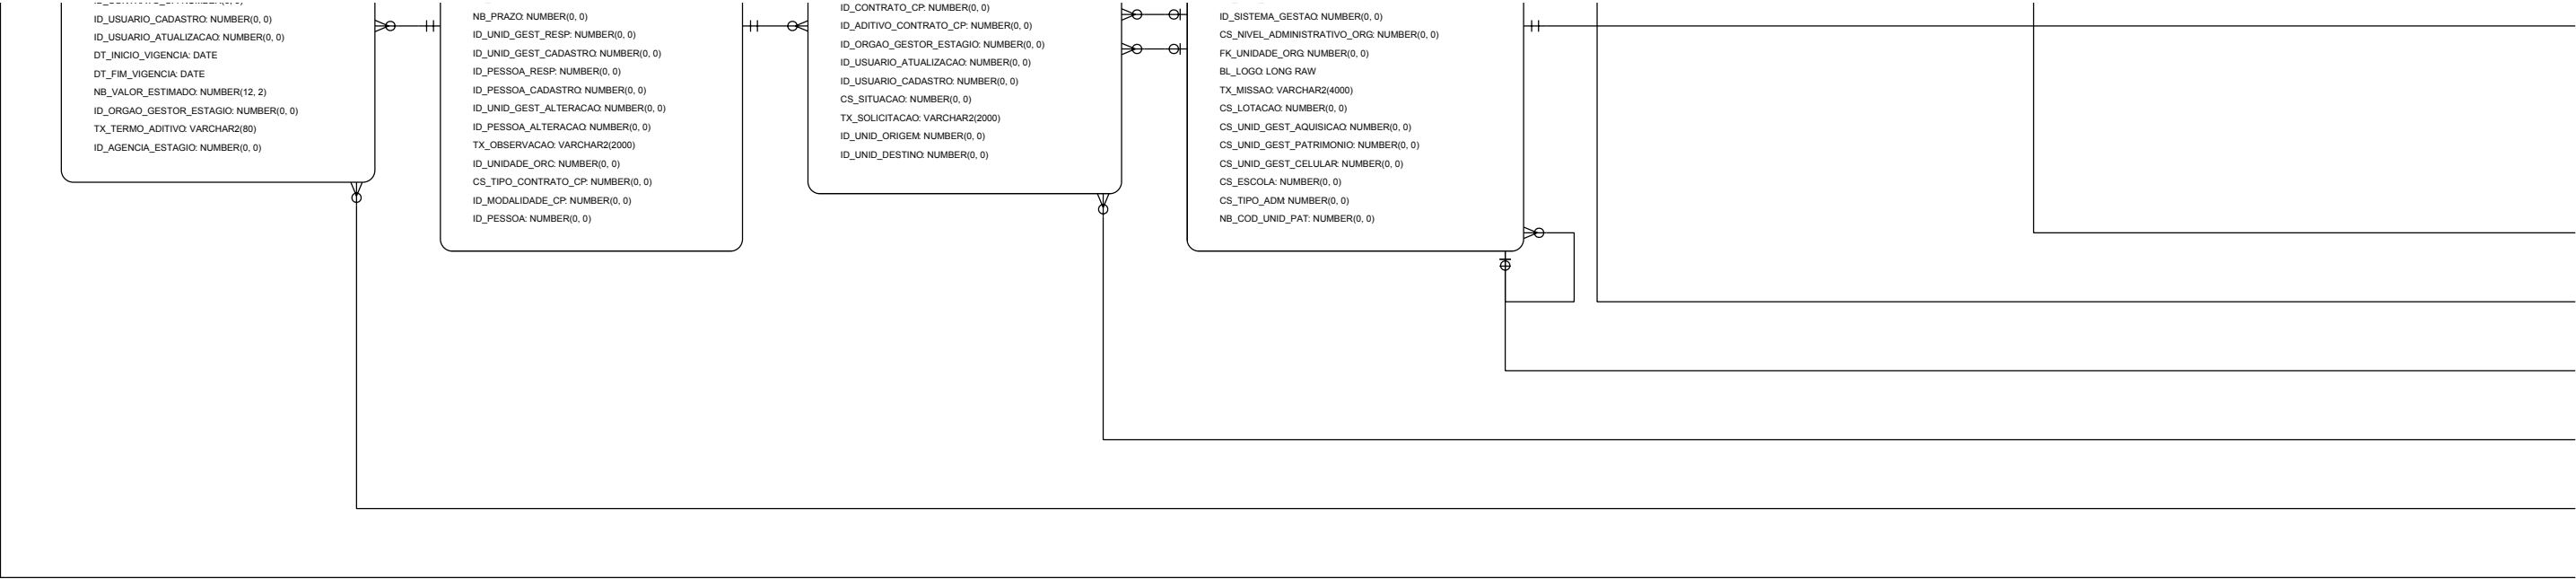 ID_USUARIO_CADASTRO: NUMBER(0, 0)
ID_USUARIO_ATUALIZACAO: NUMBER(0, 0)
DT_INICIO_VIGENCIA: DATE
DT_FIM_VIGENCIA: DATE
NB_VALOR_ESTIMADO: NUMBER(12, 2)
ID_ORGAO_GESTOR_ESTAGIO: NUMBER(0, 0)
TX_TERMO_ADITIVO: VARCHAR2(80)
ID_AGENCIA_ESTAGIO: NUMBER(0, 0)
NB_PRAZO: NUMBER(0, 0)
ID_UNID_GEST_RESP: NUMBER(0, 0)
ID_UNID_GEST_CADASTRO: NUMBER(0, 0)
ID_PESSOA_RESP: NUMBER(0, 0)
ID_PESSOA_CADASTRO: NUMBER(0, 0)
ID_UNID_GEST_ALTERACAO: NUMBER(0, 0)
ID_PESSOA_ALTERACAO: NUMBER(0, 0)
TX_OBSERVACAO: VARCHAR2(2000)
ID_UNIDADE_ORC: NUMBER(0, 0)
CS_TIPO_CONTRATO_CP: NUMBER(0, 0)
ID_MODALIDADE_CP: NUMBER(0, 0)
ID_PESSOA: NUMBER(0, 0)
ID_CONTRATO_CP: NUMBER(0, 0)
ID_ADITIVO_CONTRATO_CP: NUMBER(0, 0)
ID_ORGAO_GESTOR_ESTAGIO: NUMBER(0, 0)
ID_USUARIO_ATUALIZACAO: NUMBER(0, 0)
ID_USUARIO_CADASTRO: NUMBER(0, 0)
CS_SITUACAO: NUMBER(0, 0)
TX_SOLICITACAO: VARCHAR2(2000)
ID_UNID_ORIGEM: NUMBER(0, 0)
ID_UNID_DESTINO: NUMBER(0, 0)
ID_SISTEMA_GESTAO: NUMBER(0, 0)
CS_NIVEL_ADMINISTRATIVO_ORG: NUMBER(0, 0)
FK_UNIDADE_ORG: NUMBER(0, 0)
BL_LOGO: LONG RAW
TX_MISSAO: VARCHAR2(4000)
CS_LOTACAO: NUMBER(0, 0)
CS_UNID_GEST_AQUISICAO: NUMBER(0, 0)
CS_UNID_GEST_PATRIMONIO: NUMBER(0, 0)
CS_UNID_GEST_CELULAR: NUMBER(0, 0)
CS_ESCOLA: NUMBER(0, 0)
CS_TIPO_ADM: NUMBER(0, 0)
NB_COD_UNID_PAT: NUMBER(0, 0)